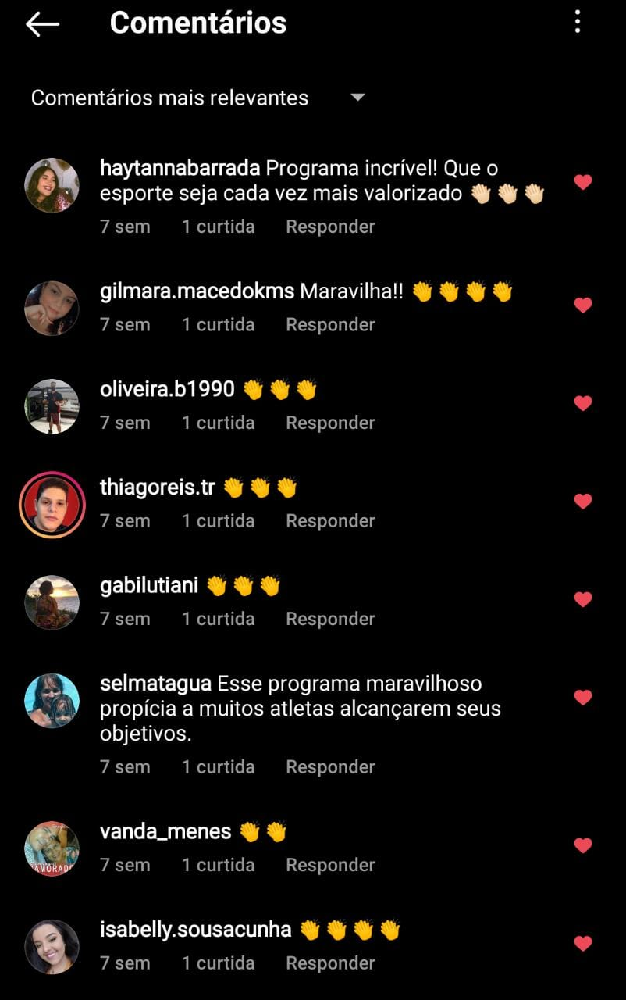 Comentários
Comentários mais relevantes
haytannabarrada Programa incrível! Que o
esporte seja cada vez mais valorizado 👏🏻👏🏻👏🏻
7 sem 1 curtida Responder
gilmara.macedokms Maravilha!! 👏👏👏👏
7 sem 1 curtida Responder
oliveira.b1990 👏👏👏
7 sem 1 curtida Responder
thiagoreis.tr 👏👏👏
7 sem 1 curtida Responder
gabilutiani 👏👏👏
7 sem 1 curtida Responder
selmatagua Esse programa maravilhoso
propícia a muitos atletas alcançarem seus
objetivos.
7 sem 1 curtida Responder
vanda_menes 👏👏
AMORAD
7 sem 1 curtida Responder
isabelly.sousacunha 👏👏👏👏
7 sem 1 curtida Responder